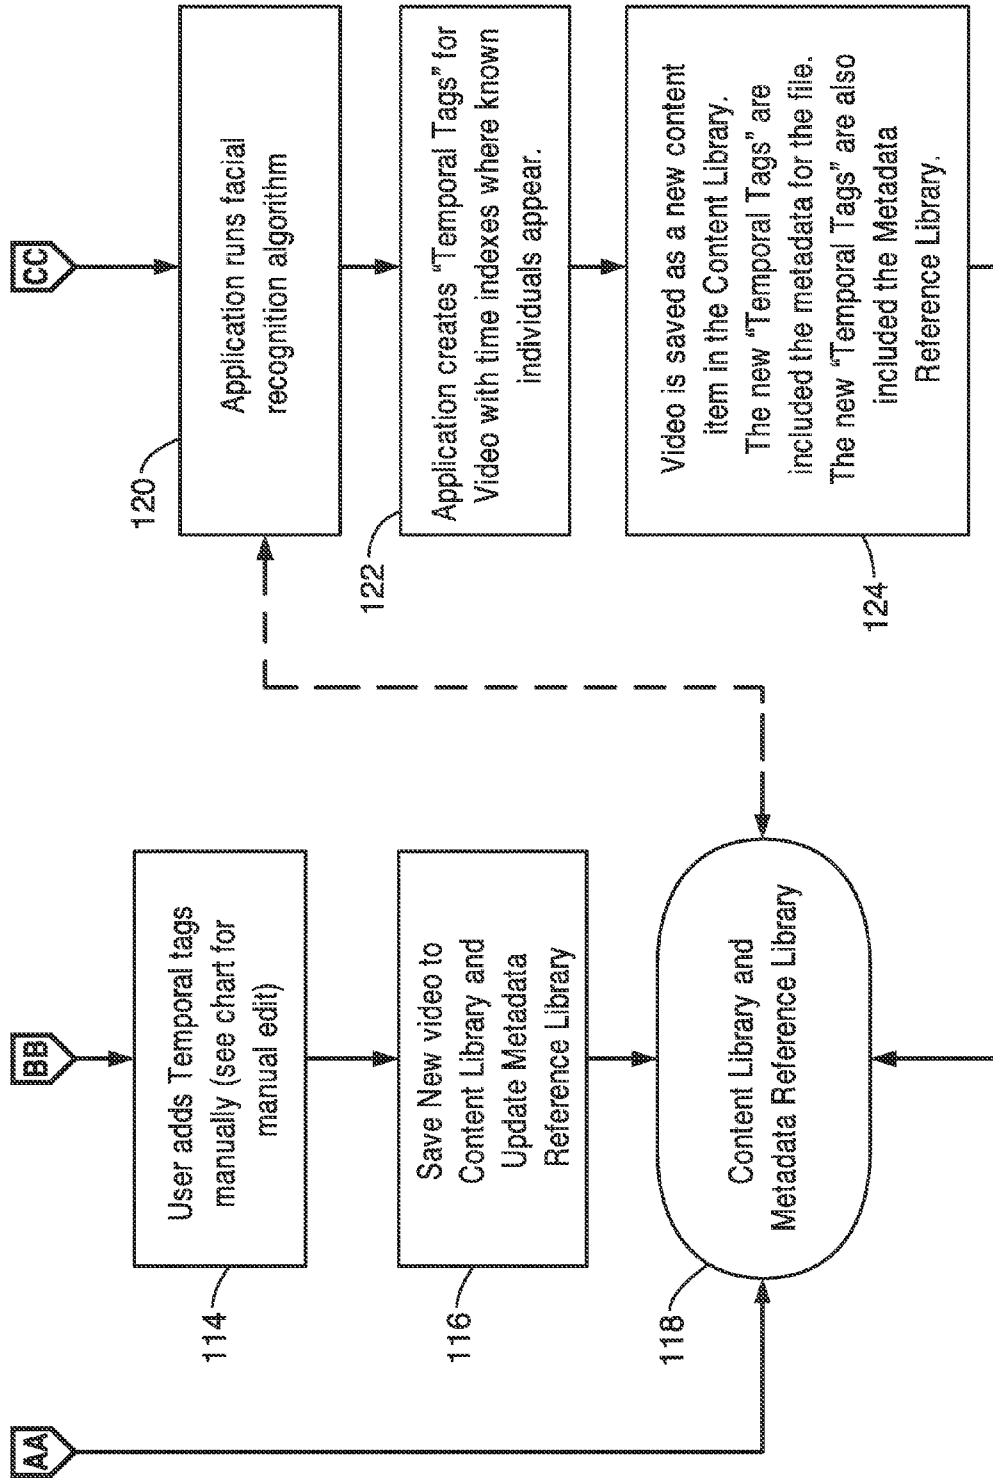 AA
BB
CC
User adds Temporal tags
manually (see chart for
manual edit)
114
Save New video to
Content Library and
Update Metadata
Reference Library
116
Content Library and
Metadata Reference Library
118
Application runs facial
recognition algorithm
120
Application creates “Temporal Tags” for
Video with time indexes where known
individuals appear.
122
Video is saved as a new content
item in the Content Library.
The new “Temporal Tags” are
included the metadata for the file.
The new “Temporal Tags” are also
included the Metadata
Reference Library.
124